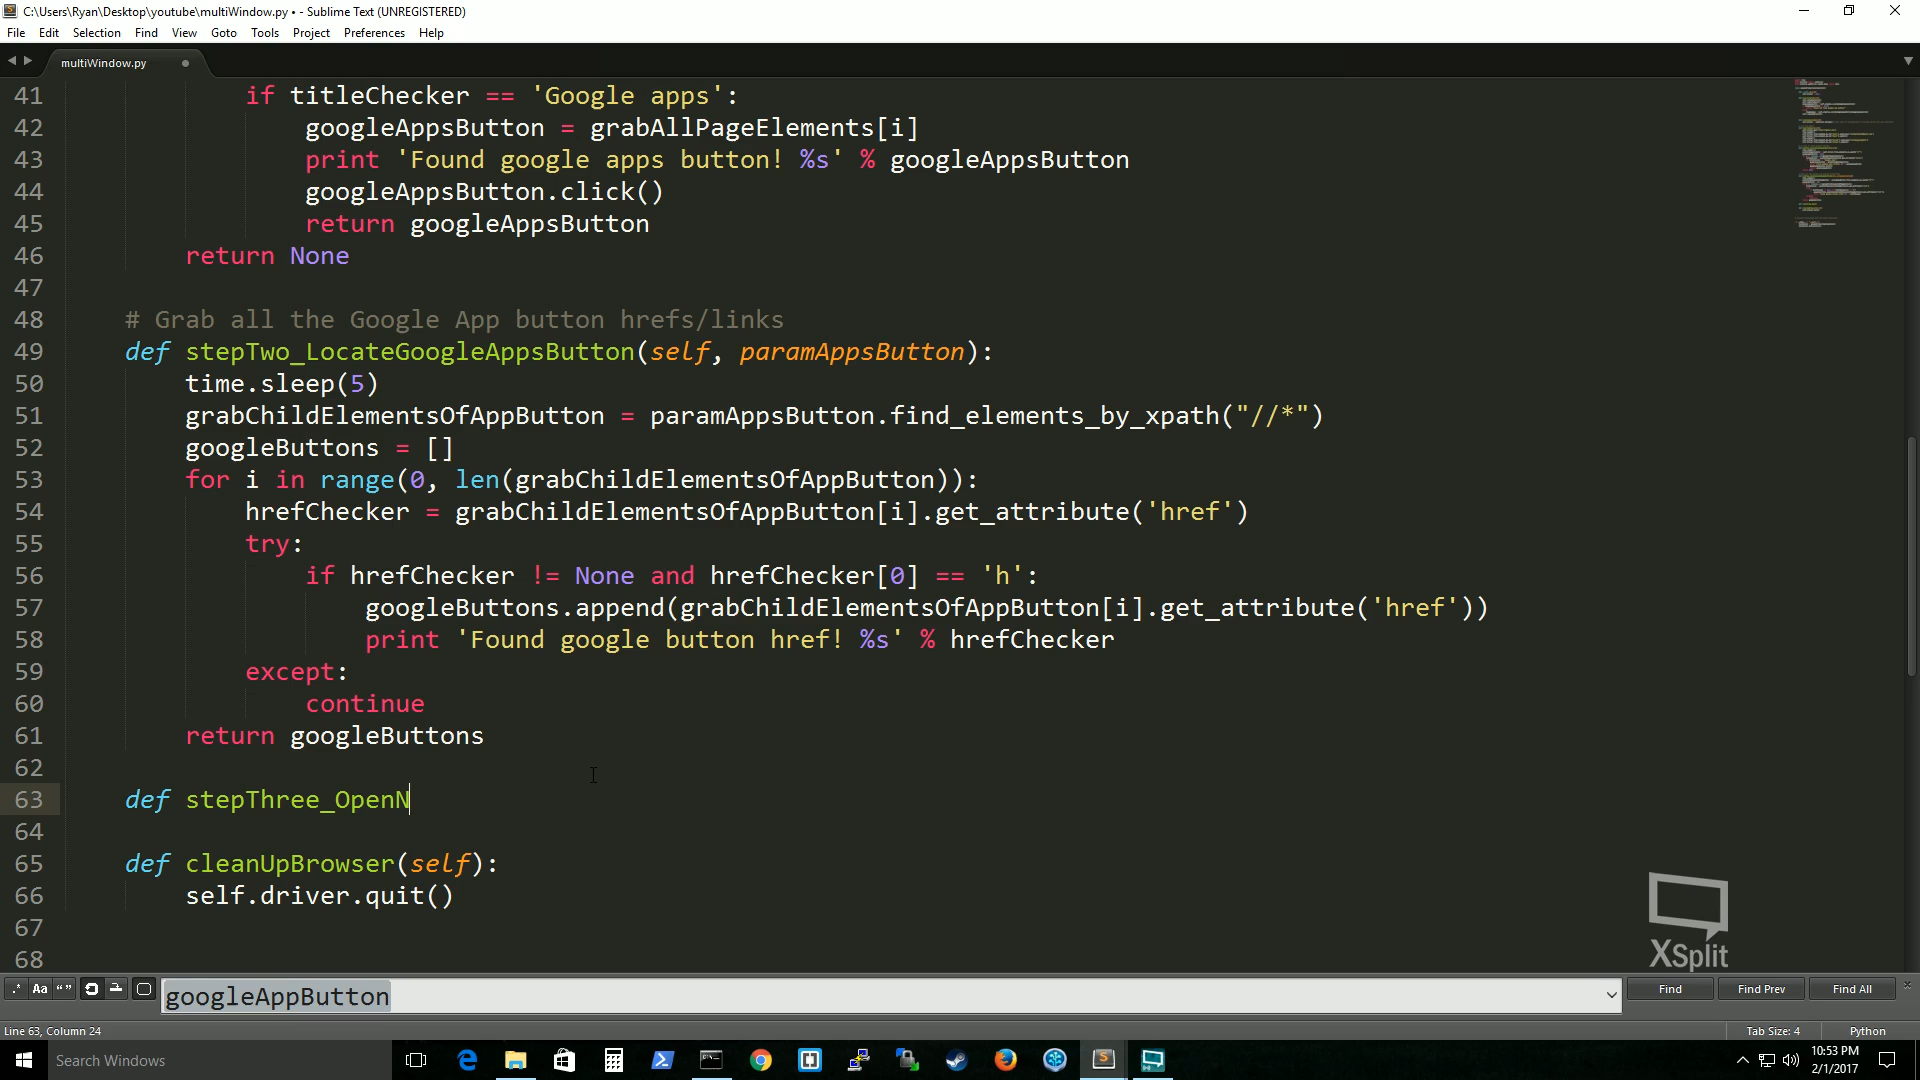 C:\Users\Ryan\Desktop\youtube\multiWindow.py • - Sublime Text (UNREGISTERED)
File Edit Selection Find View Goto Tools Project Preferences Help
multiWindow.py
41 if titleChecker == 'Google apps':
42 googleAppsButton = grabAllPageElements[i]
43 print 'Found google apps button! %s' % googleAppsButton
44 googleAppsButton.click()
45 return googleAppsButton
46 return None
47
48 # Grab all the Google App button hrefs/links
49 def stepTwo_LocateGoogleAppsButton(self, paramAppsButton):
50 time.sleep(5)
51 grabChildElementsOfAppButton = paramAppsButton.find_elements_by_xpath("//*")
52 googleButtons = []
53 for i in range(0, len(grabChildElementsOfAppButton)):
54 hrefChecker = grabChildElementsOfAppButton[i].get_attribute('href')
55 try:
56 if hrefChecker != None and hrefChecker[0] == 'h':
57 googleButtons.append(grabChildElementsOfAppButton[i].get_attribute('href'))
58 print 'Found google button href! %s' % hrefChecker
59 except:
60 continue
61 return googleButtons
62
63 def stepThree_OpenN
64
65 def cleanUpBrowser(self):
66 self.driver.quit()
67
68
XSplit
.* Aa “” googleAppButton Find Find Prev Find All
Line 63, Column 24 Tab Size: 4 Python
Search Windows
10:53 PM
2/1/2017